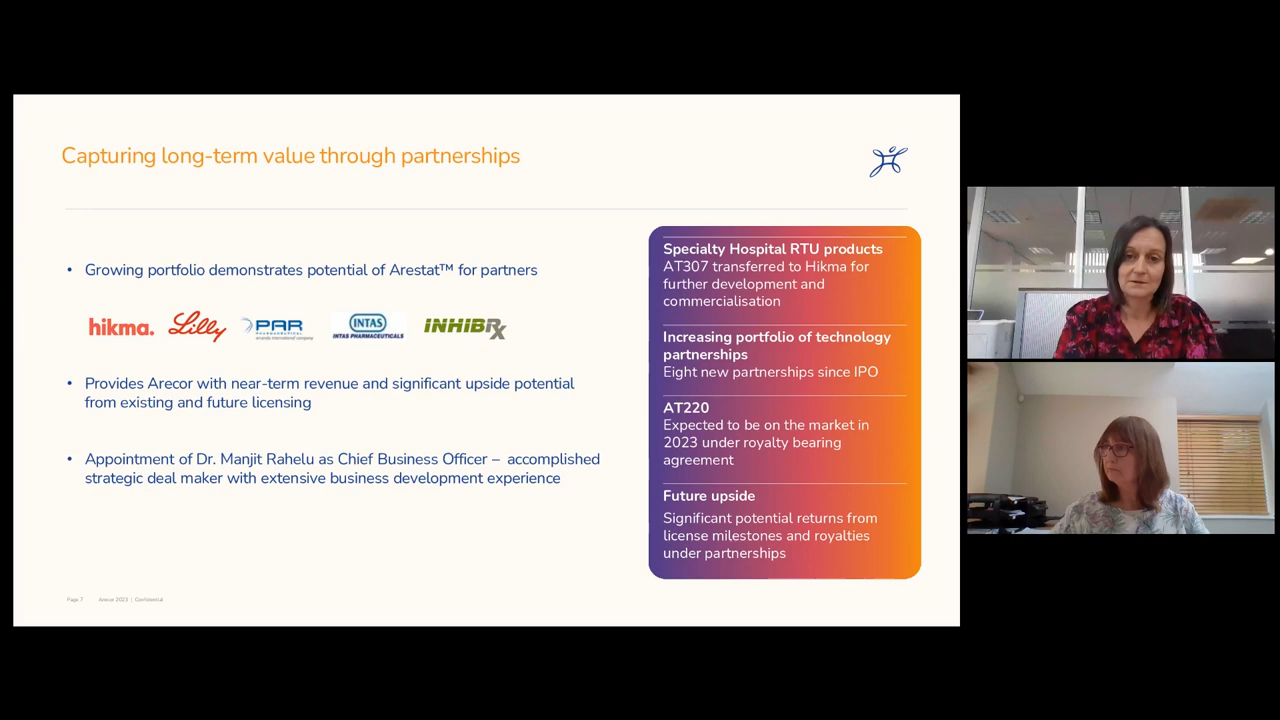 Capturing long-term value through partnerships
• Growing portfolio demonstrates potential of Arestat™ for partners
hikma. Lilly PAR PHARMACEUTICAL INTAS INTAS PHARMACEUTICALS INHIBRx
• Provides Arecor with near-term revenue and significant upside potential
from existing and future licensing
• Appointment of Dr. Manjit Rahelu as Chief Business Officer – accomplished
strategic deal maker with extensive business development experience
Specialty Hospital RTU products
AT307 transferred to Hikma for
further development and
commercialisation
Increasing portfolio of technology
partnerships
Eight new partnerships since IPO
AT220
Expected to be on the market in
2023 under royalty bearing
agreement
Future upside
Significant potential returns from
license milestones and royalties
under partnerships
Page 7 Arecor 2023 | Confidential